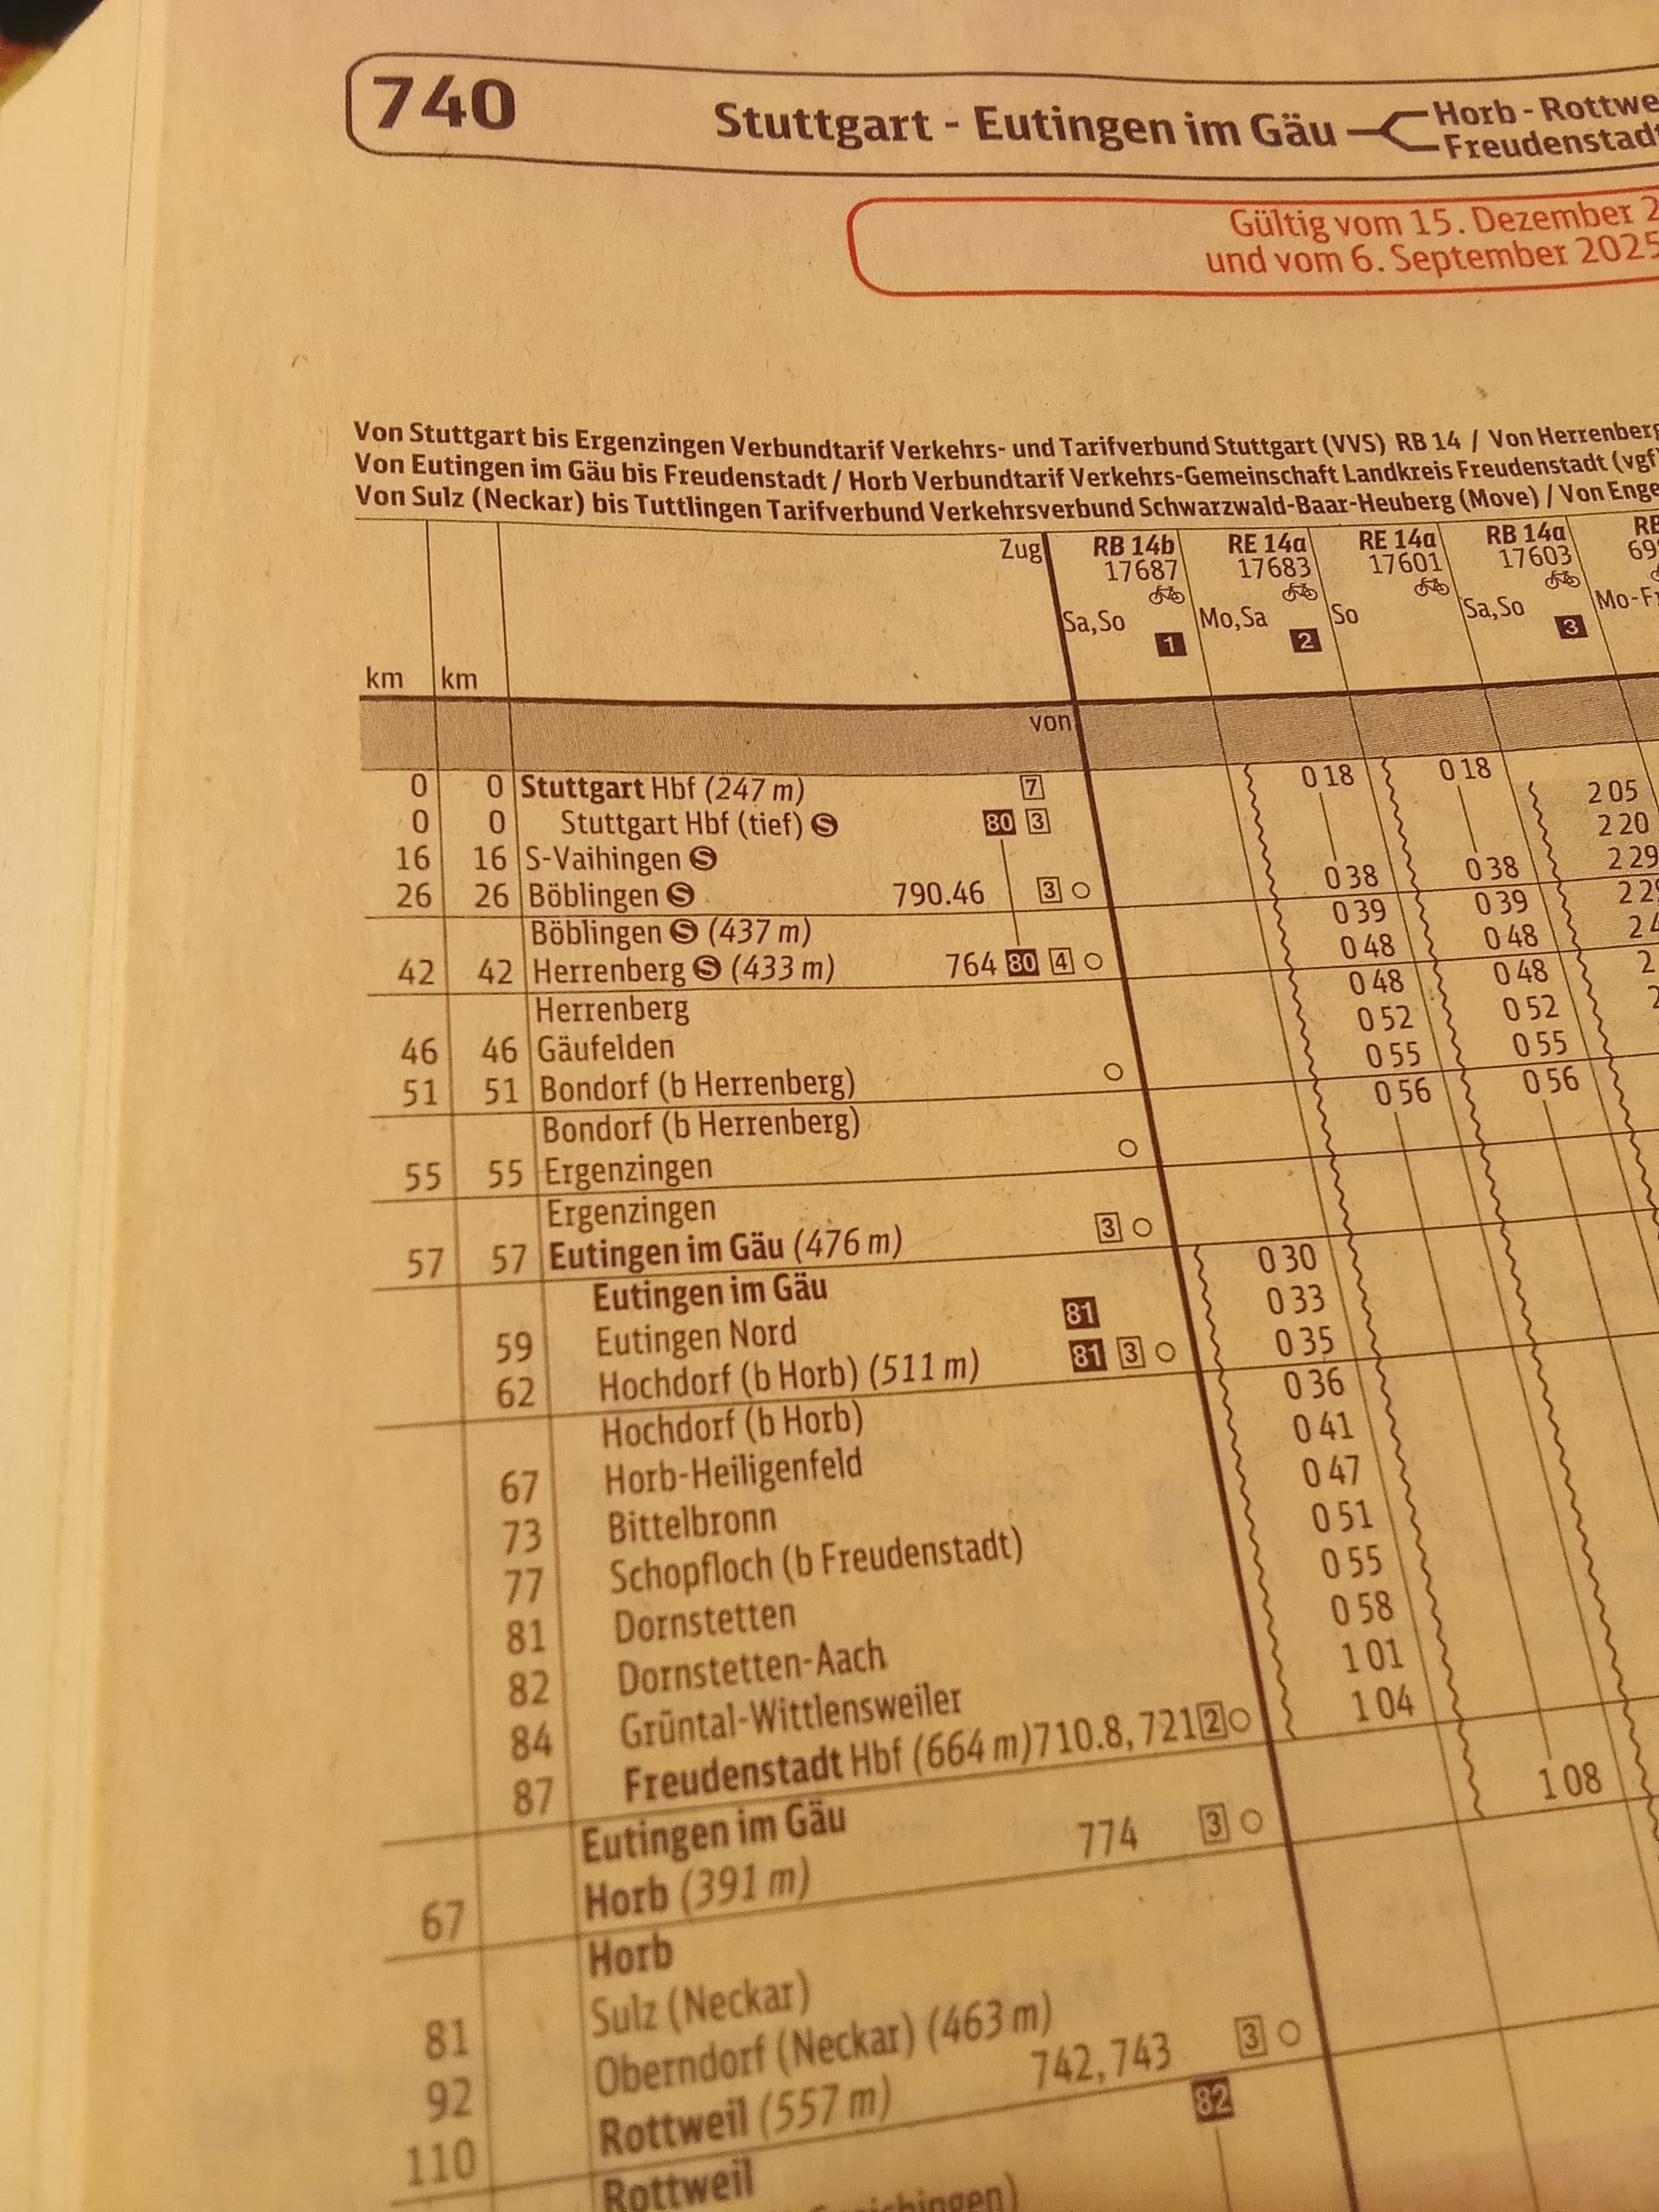 740 Stuttgart - Eutingen im Gäu Horb - Rottwe
Freudenstadt
Gültig vom 15. Dezember 2
und vom 6. September 2025
Von Stuttgart bis Ergenzingen Verbundtarif Verkehrs- und Tarifverbund Stuttgart (VVS) RB 14 / Von Herrenberg
Von Eutingen im Gäu bis Freudenstadt / Horb Verbundtarif Verkehrs-Gemeinschaft Landkreis Freudenstadt (vgf)
Von Sulz (Neckar) bis Tuttlingen Tarifverbund Verkehrsverbund Schwarzwald-Baar-Heuberg (Move) / Von Enge
Zug RB 14b RE 14a RE 14a RB 14a RE
17687 17683 17601 17603 69
Sa,So Mo,Sa So Sa,So Mo-Fr
1 2 3
km km
von
0 0 Stuttgart Hbf (247 m) 7 0 18 0 18
0 0 Stuttgart Hbf (tief) S 80 3 2 05
16 16 S-Vaihingen S 2 20
26 26 Böblingen S 790.46 3 0 38 0 38 2 29
Böblingen S (437 m) 0 39 0 39 2 29
42 42 Herrenberg S (433 m) 764 80 4 0 48 0 48 2 4
Herrenberg 0 48 0 48 2
46 46 Gäufelden 0 52 0 52 2
51 51 Bondorf (b Herrenberg) 0 55 0 55
Bondorf (b Herrenberg) 0 56 0 56
55 55 Ergenzingen
Ergenzingen
57 57 Eutingen im Gäu (476 m) 3
Eutingen im Gäu 0 30
59 Eutingen Nord 81 0 33
62 Hochdorf (b Horb) (511 m) 81 3 0 35
Hochdorf (b Horb) 0 36
67 Horb-Heiligenfeld 0 41
73 Bittelbronn 0 47
77 Schopfloch (b Freudenstadt) 0 51
81 Dornstetten 0 55
82 Dornstetten-Aach 0 58
84 Grüntal-Wittlensweiler 1 01
87 Freudenstadt Hbf (664 m) 710.8, 721 2 1 04
Eutingen im Gäu
67 Horb (391 m) 774 3 1 08
Horb
81 Sulz (Neckar)
92 Oberndorf (Neckar) (463 m)
110 Rottweil (557 m) 742, 743 3
Rottweil 82